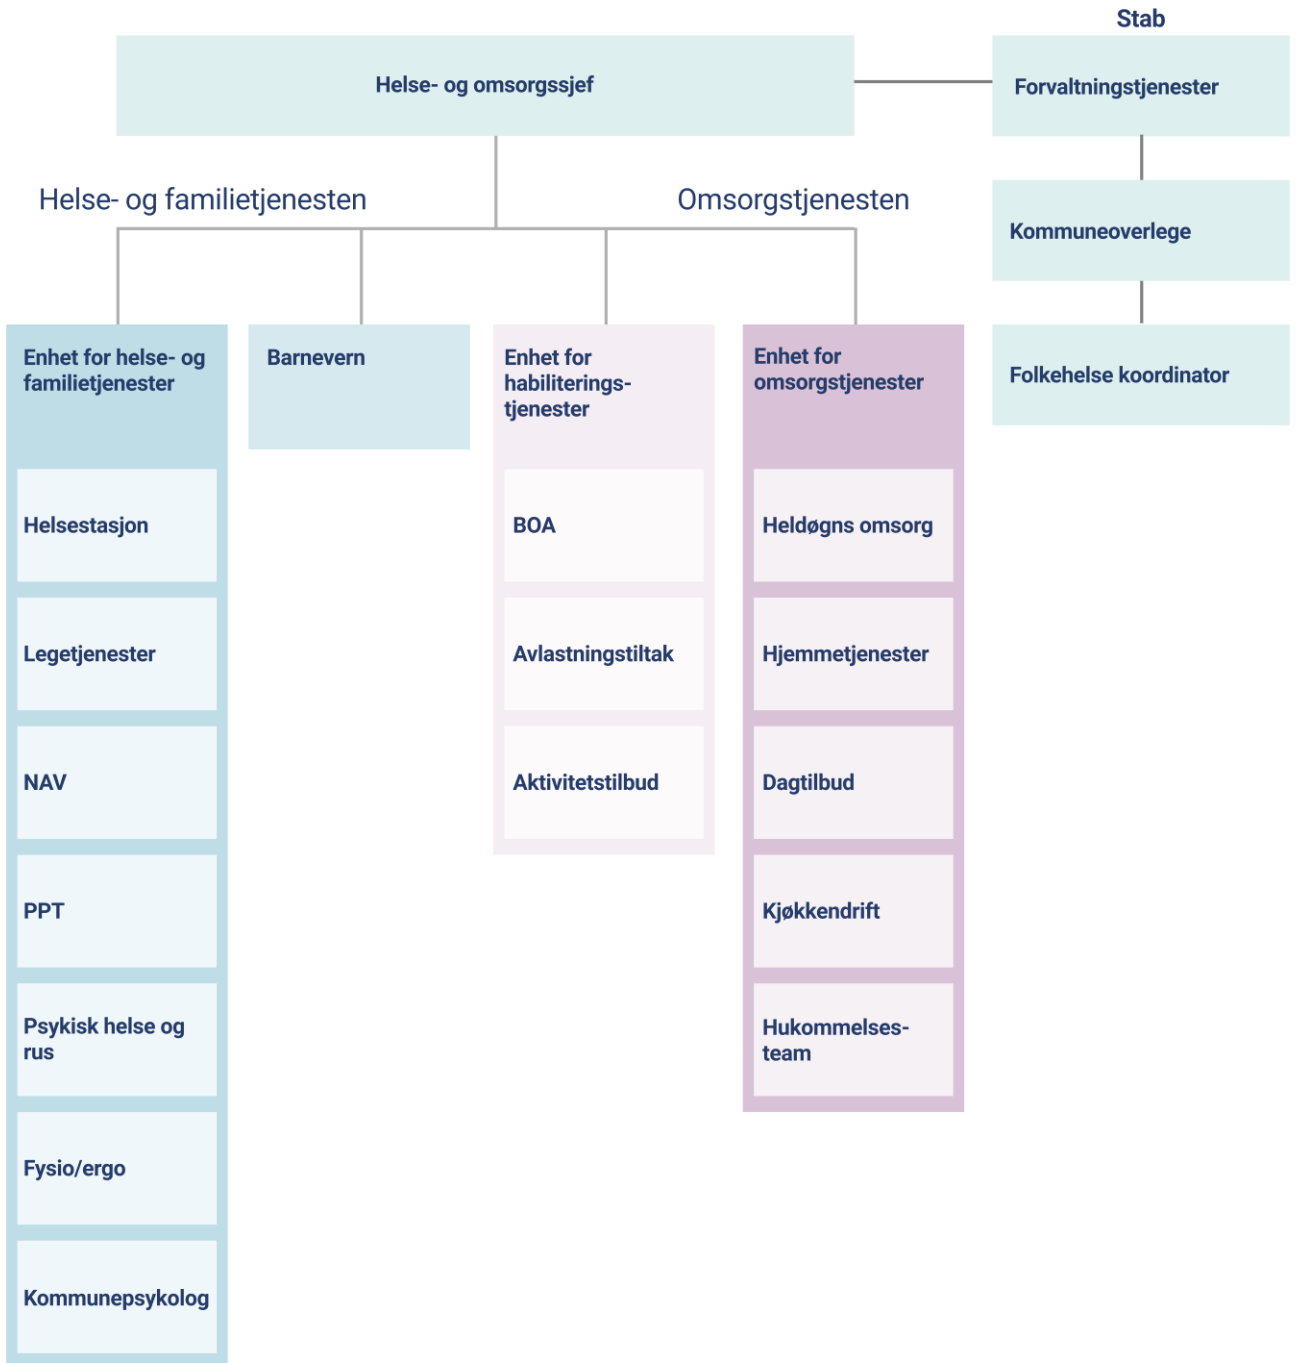 Stab
Helse- og omsorgssjef
Forvaltningstjenester
Helse- og familietjenesten
Omsorgstjenesten
Kommuneoverlege
Folkehelse koordinator
Enhet for helse- og
familietjenester
Helsestasjon
Legetjenester
NAV
PPT
Psykisk helse og
rus
Fysio/ergo
Kommunepsykolog
Barnevern
Enhet for
habiliterings-
tjenester
BOA
Avlastningstiltak
Aktivitetstilbud
Enhet for
omsorgstjenester
Heldøgns omsorg
Hjemmetjenester
Dagtilbud
Kjøkkendrift
Hukommelses-
team